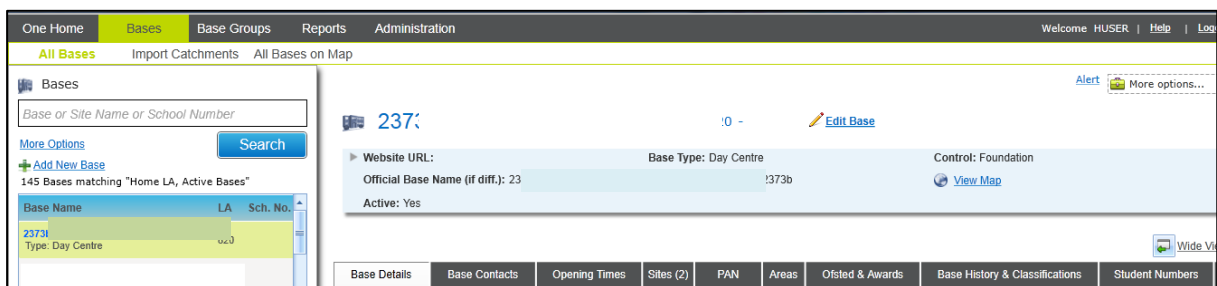 One Home Bases Base Groups Reports Administration Welcome HUSER | Help |
All Bases Import Catchments All Bases on Map
Bases
Alert More options...
Base or Site Name or School Number
Edit Base
More Options Search
Add New Base
145 Bases matching "Home LA, Active Bases"
Website URL: Base Type: Day Centre Control: Foundation
Official Base Name (if diff.): 23 2373b View Map
Active: Yes
Base Name LA Sch. No.
Type: Day Centre
Wide
Base Details Base Contacts Opening Times Sites (2) PAN Areas Ofsted & Awards Base History & Classifications Student Numbers